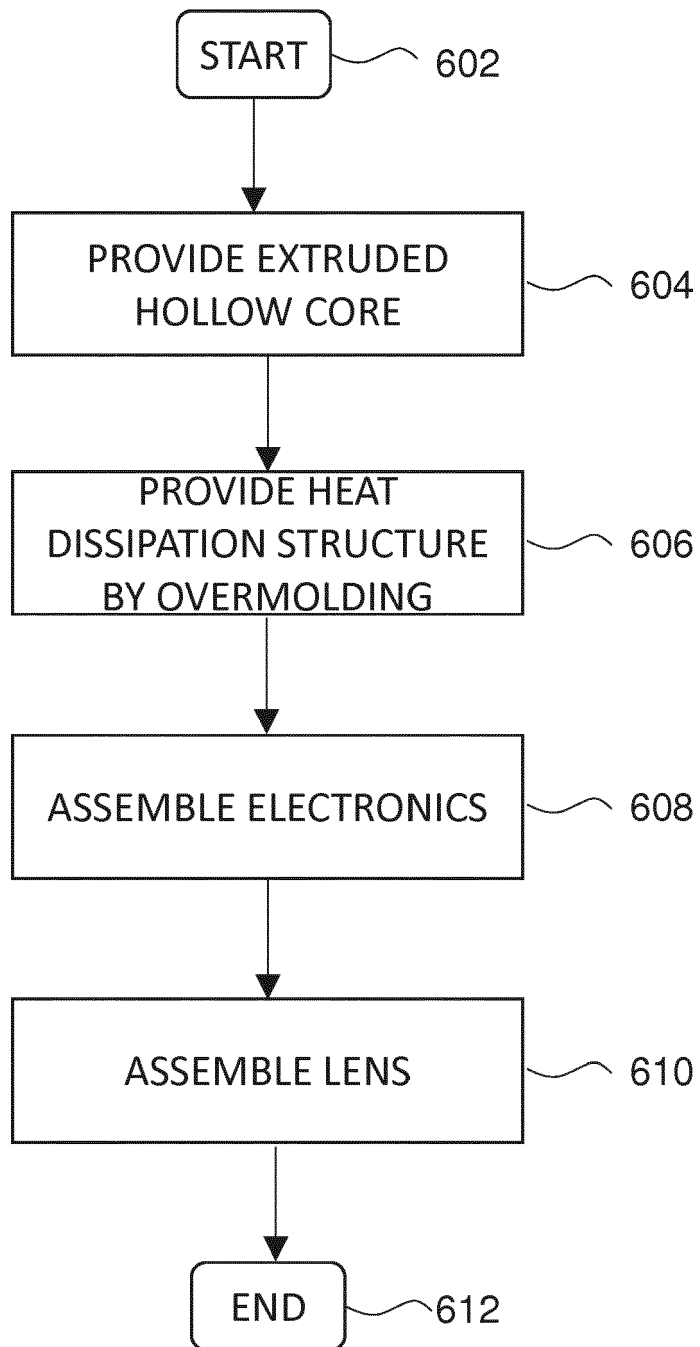 START
602
PROVIDE EXTRUDED
HOLLOW CORE
604
PROVIDE HEAT
DISSIPATION STRUCTURE
BY OVERMOLDING
606
ASSEMBLE ELECTRONICS
608
ASSEMBLE LENS
610
END
612